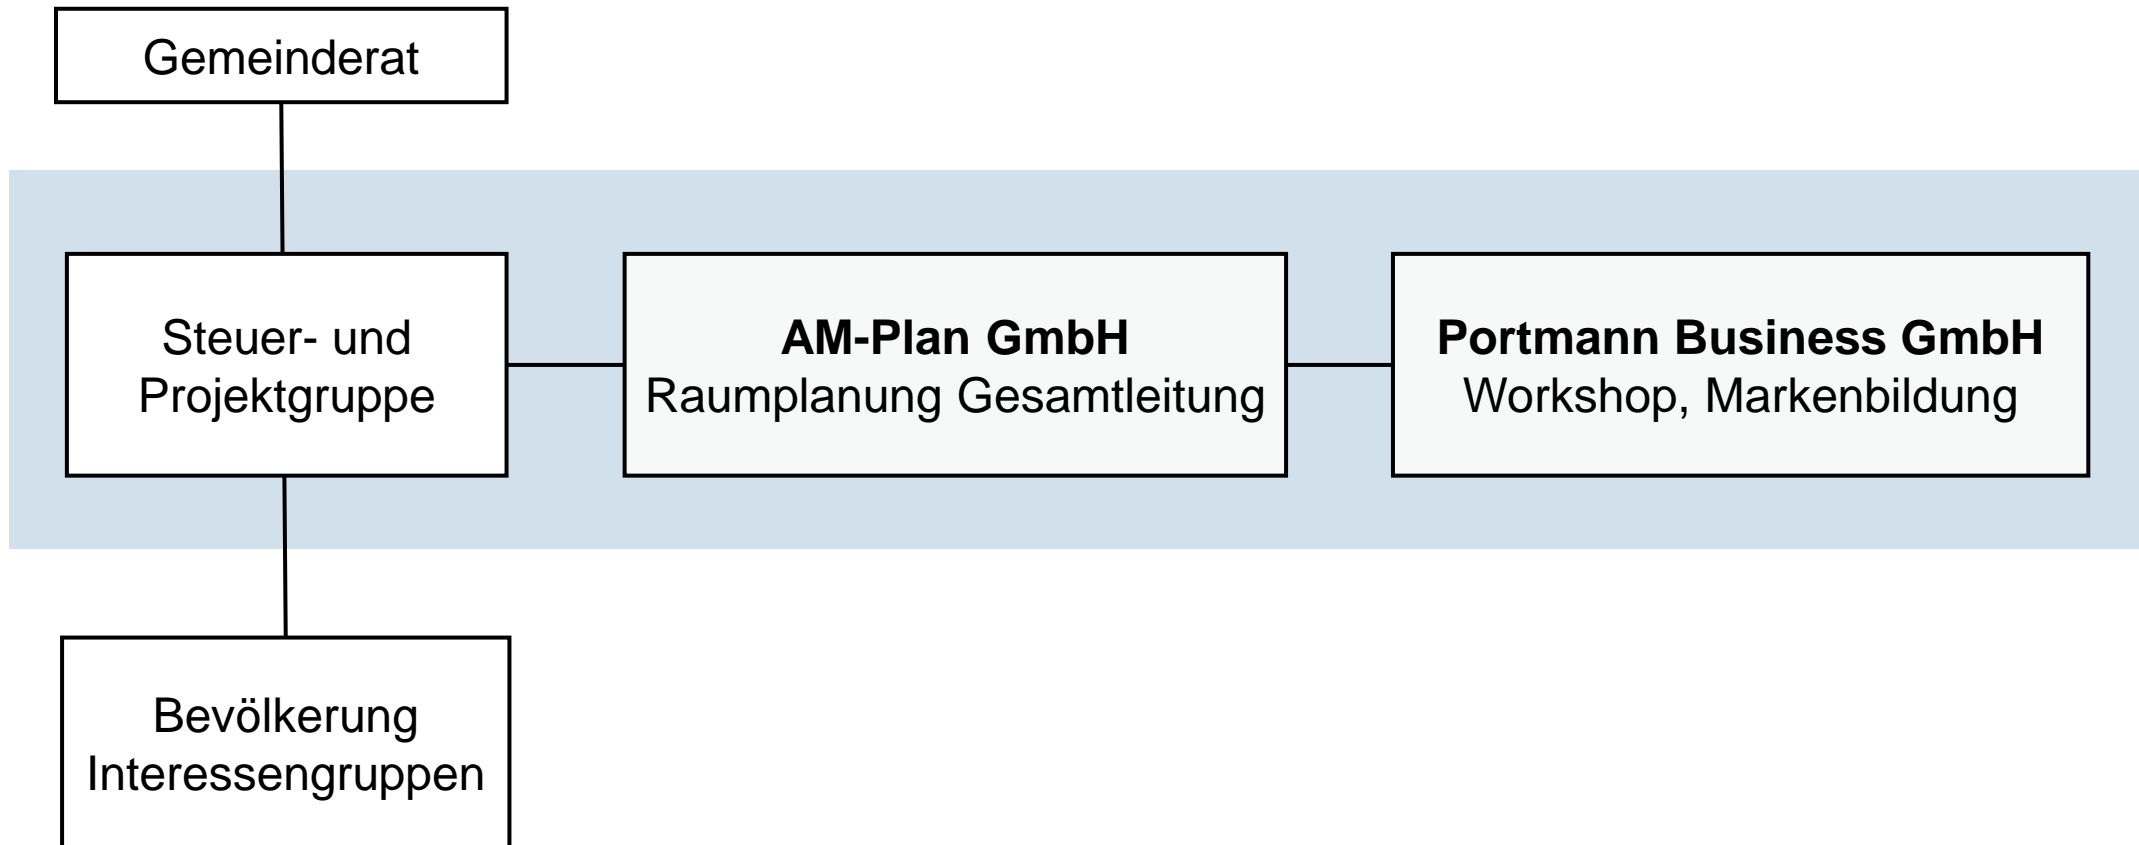 Gemeinderat
Steuer- und
Projektgruppe
AM-Plan GmbH
Raumplanung Gesamtleitung
Portmann Business GmbH
Workshop, Markenbildung
Bevölkerung
Interessengruppen